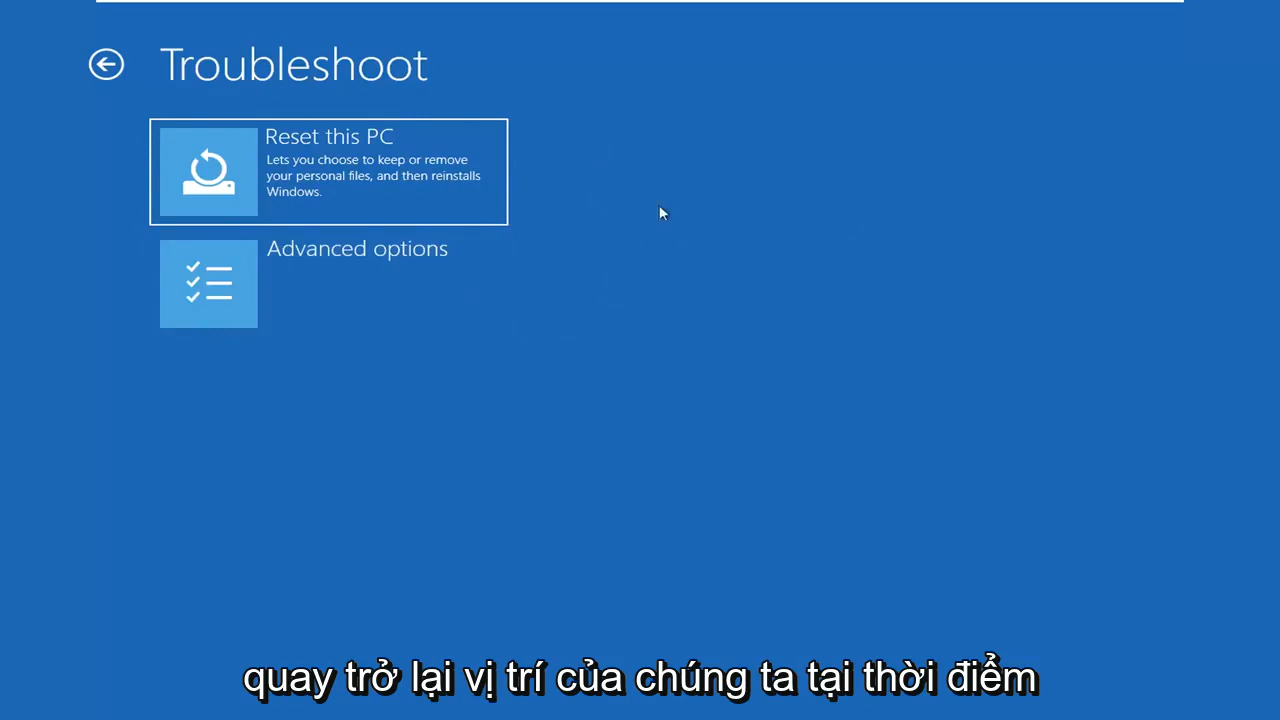 Troubleshoot
Reset this PC
Lets you choose to keep or remove
your personal files, and then reinstalls
Windows.
Advanced options
quay trở lại vị trí của chúng ta tại thời điểm